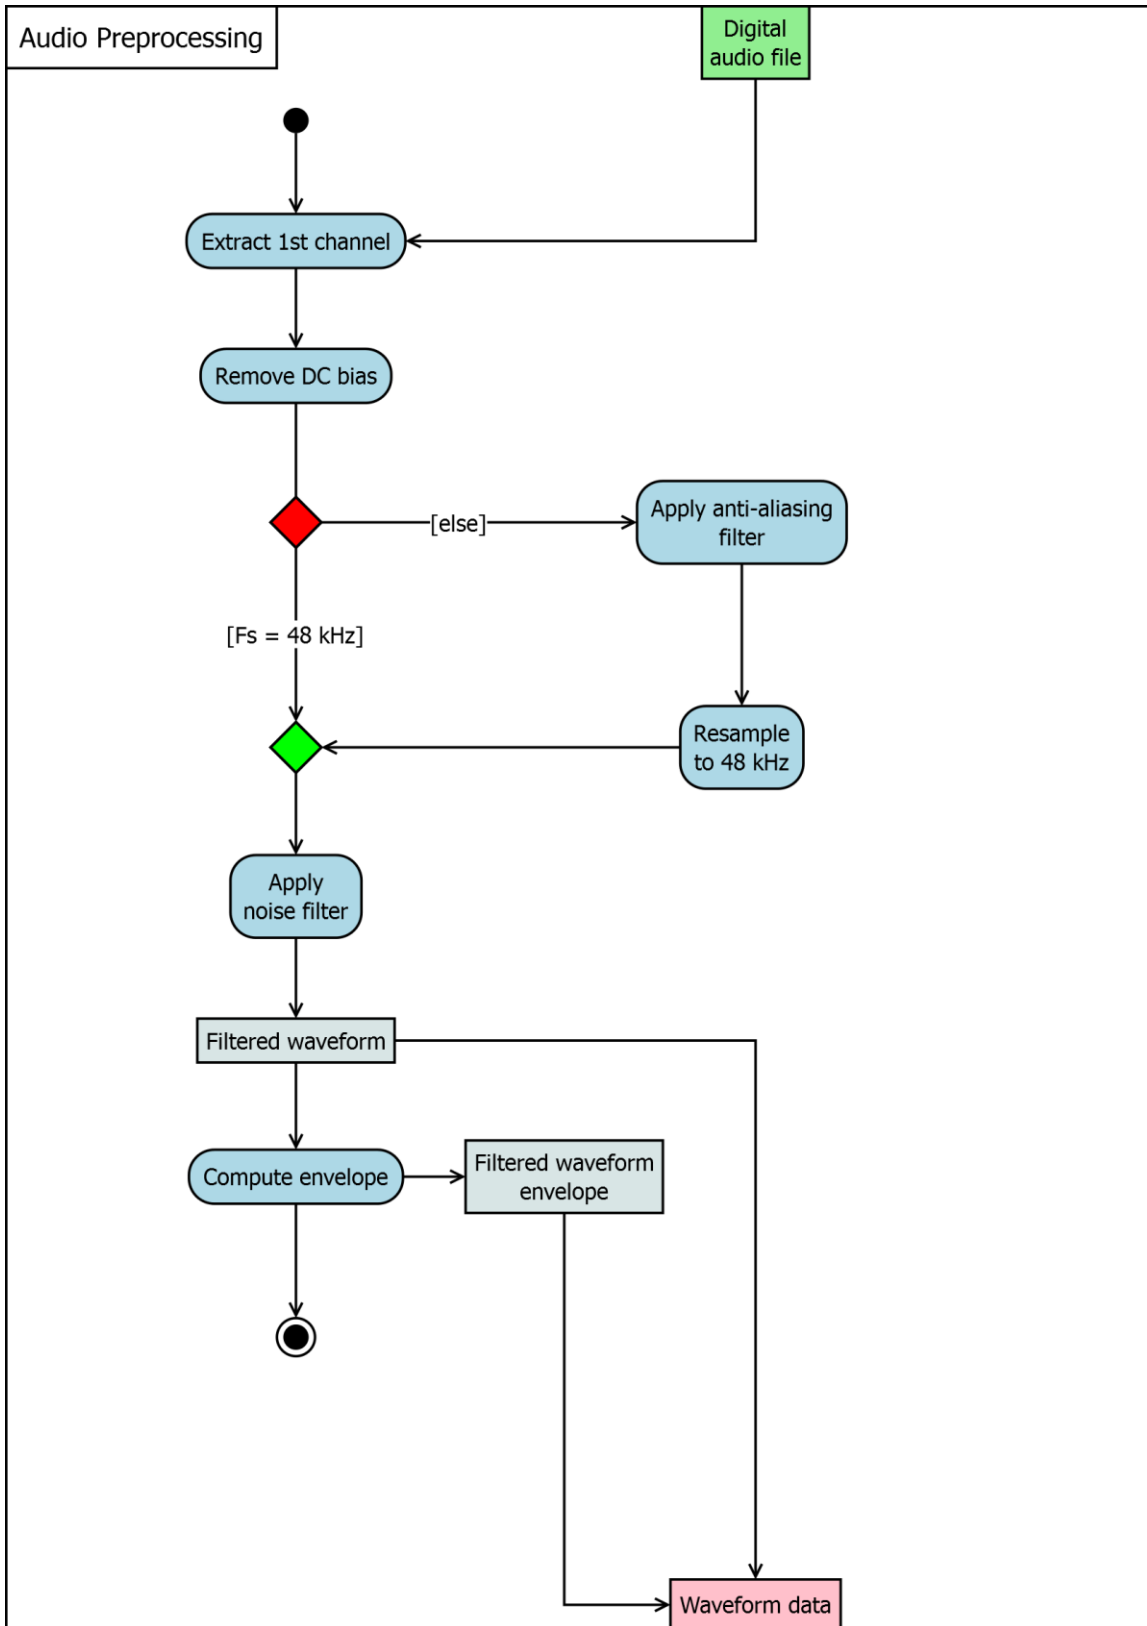 Audio Preprocessing
Digital
audio file
Extract 1st channel
Remove DC bias
[else]
Apply anti-aliasing
filter
[Fs = 48 kHz]
Resample
to 48 kHz
Apply
noise filter
Filtered waveform
Compute envelope
Filtered waveform
envelope
Waveform data